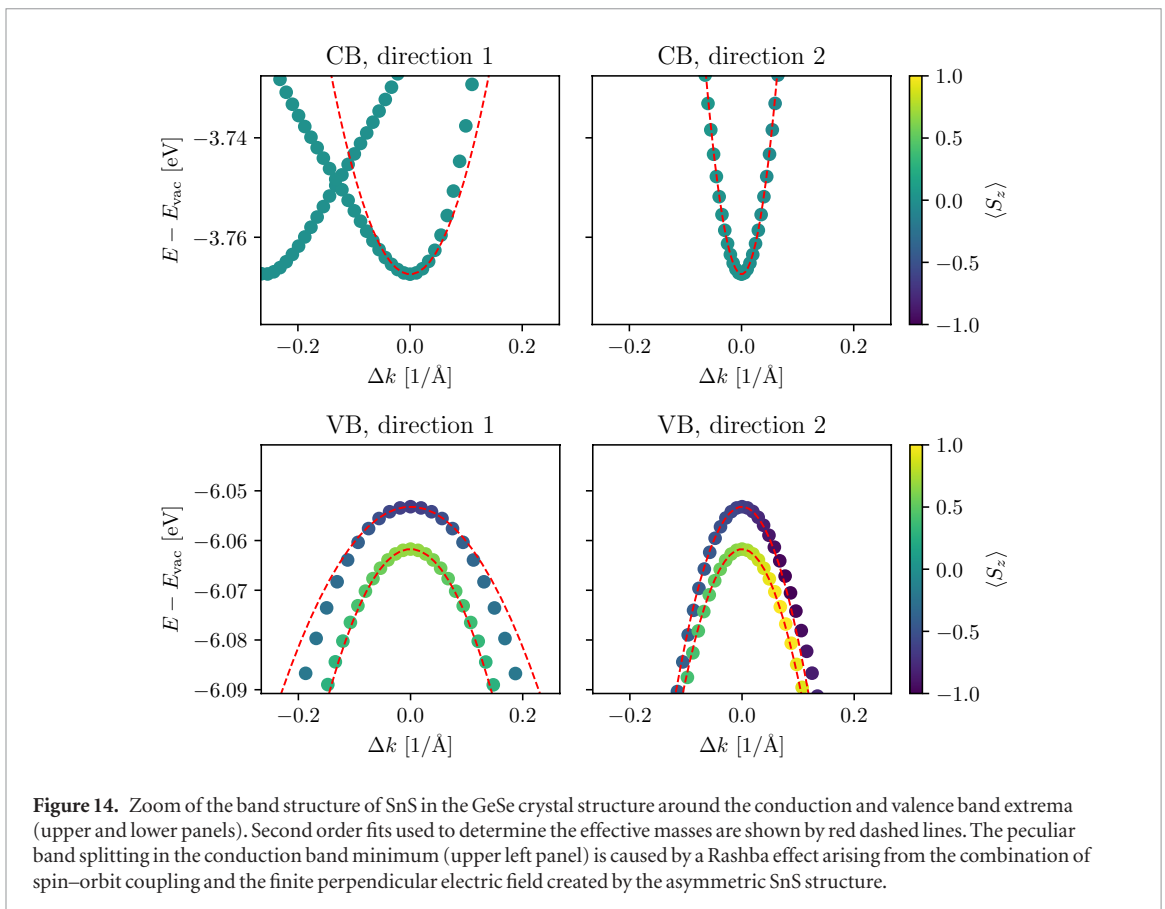 CB, direction 1
CB, direction 2
−3.74
−3.76
E − Evac [eV]
−0.2 0.0 0.2
Δk [1/Å]
−0.2 0.0 0.2
Δk [1/Å]
1.0
0.5
0.0
−0.5
−1.0
⟨Sz⟩
VB, direction 1
VB, direction 2
−6.05
−6.06
−6.07
−6.08
−6.09
E − Evac [eV]
−0.2 0.0 0.2
Δk [1/Å]
−0.2 0.0 0.2
Δk [1/Å]
1.0
0.5
0.0
−0.5
−1.0
⟨Sz⟩
Figure 14. Zoom of the band structure of SnS in the GeSe crystal structure around the conduction and valence band extrema
(upper and lower panels). Second order fits used to determine the effective masses are shown by red dashed lines. The peculiar
band splitting in the conduction band minimum (upper left panel) is caused by a Rashba effect arising from the combination of
spin–orbit coupling and the finite perpendicular electric field created by the asymmetric SnS structure.